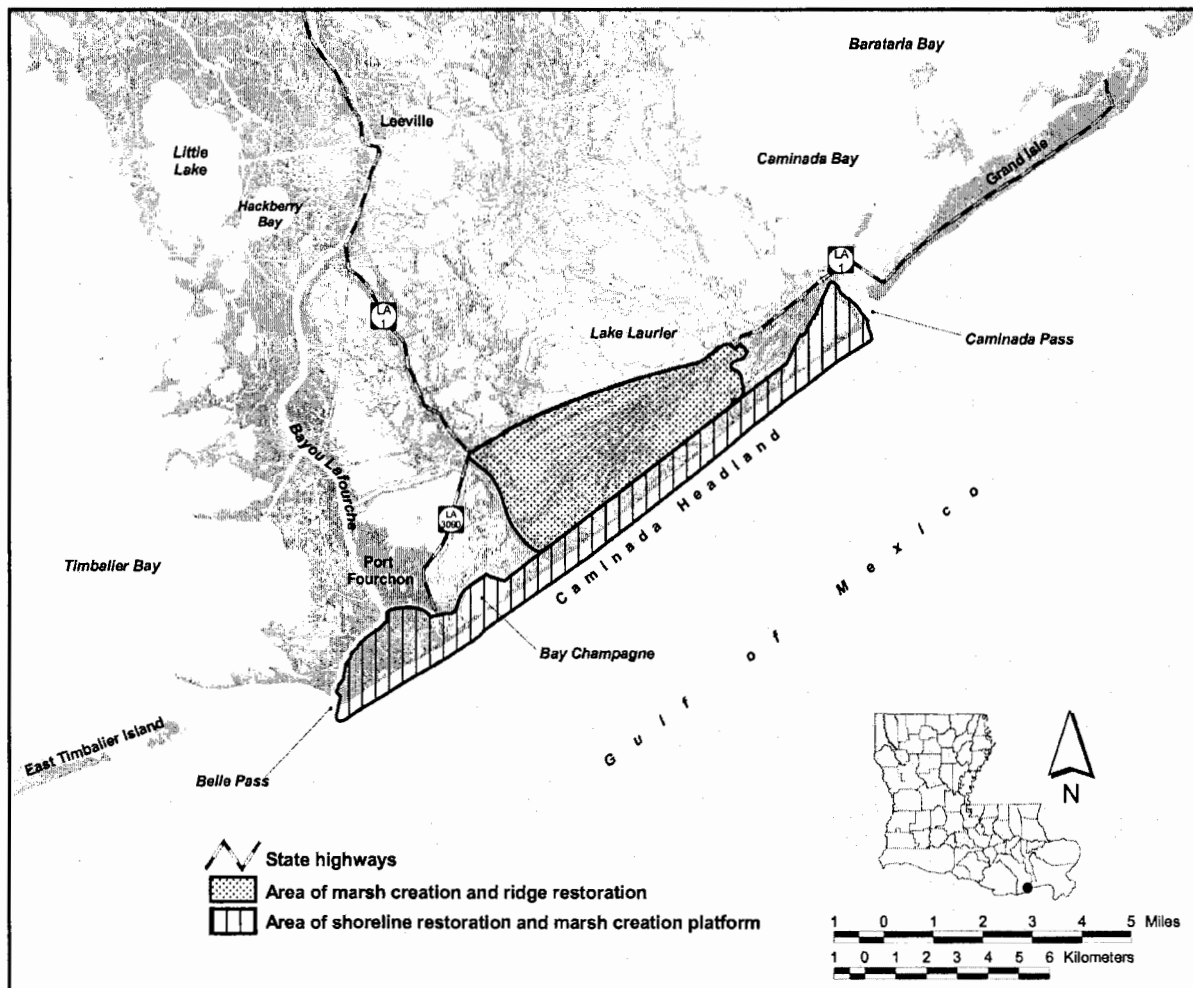 Barataria Bay
Leeville
Little
Lake
Caminada Bay
Grand Isle
Hackberry
Bay
LA
1
LA
1
Lake Laurier
Caminada Pass
Bayou Lafourche
LA
3090
Caminada Headland
Timbalier Bay
Port
Fourchon
Gulf of Mexico
Bay Champagne
East Timbalier Island
Belle Pass
N
State highways
Area of marsh creation and ridge restoration
Area of shoreline restoration and marsh creation platform
1 0 1 2 3 4 5 Miles
1 0 1 2 3 4 5 6 Kilometers